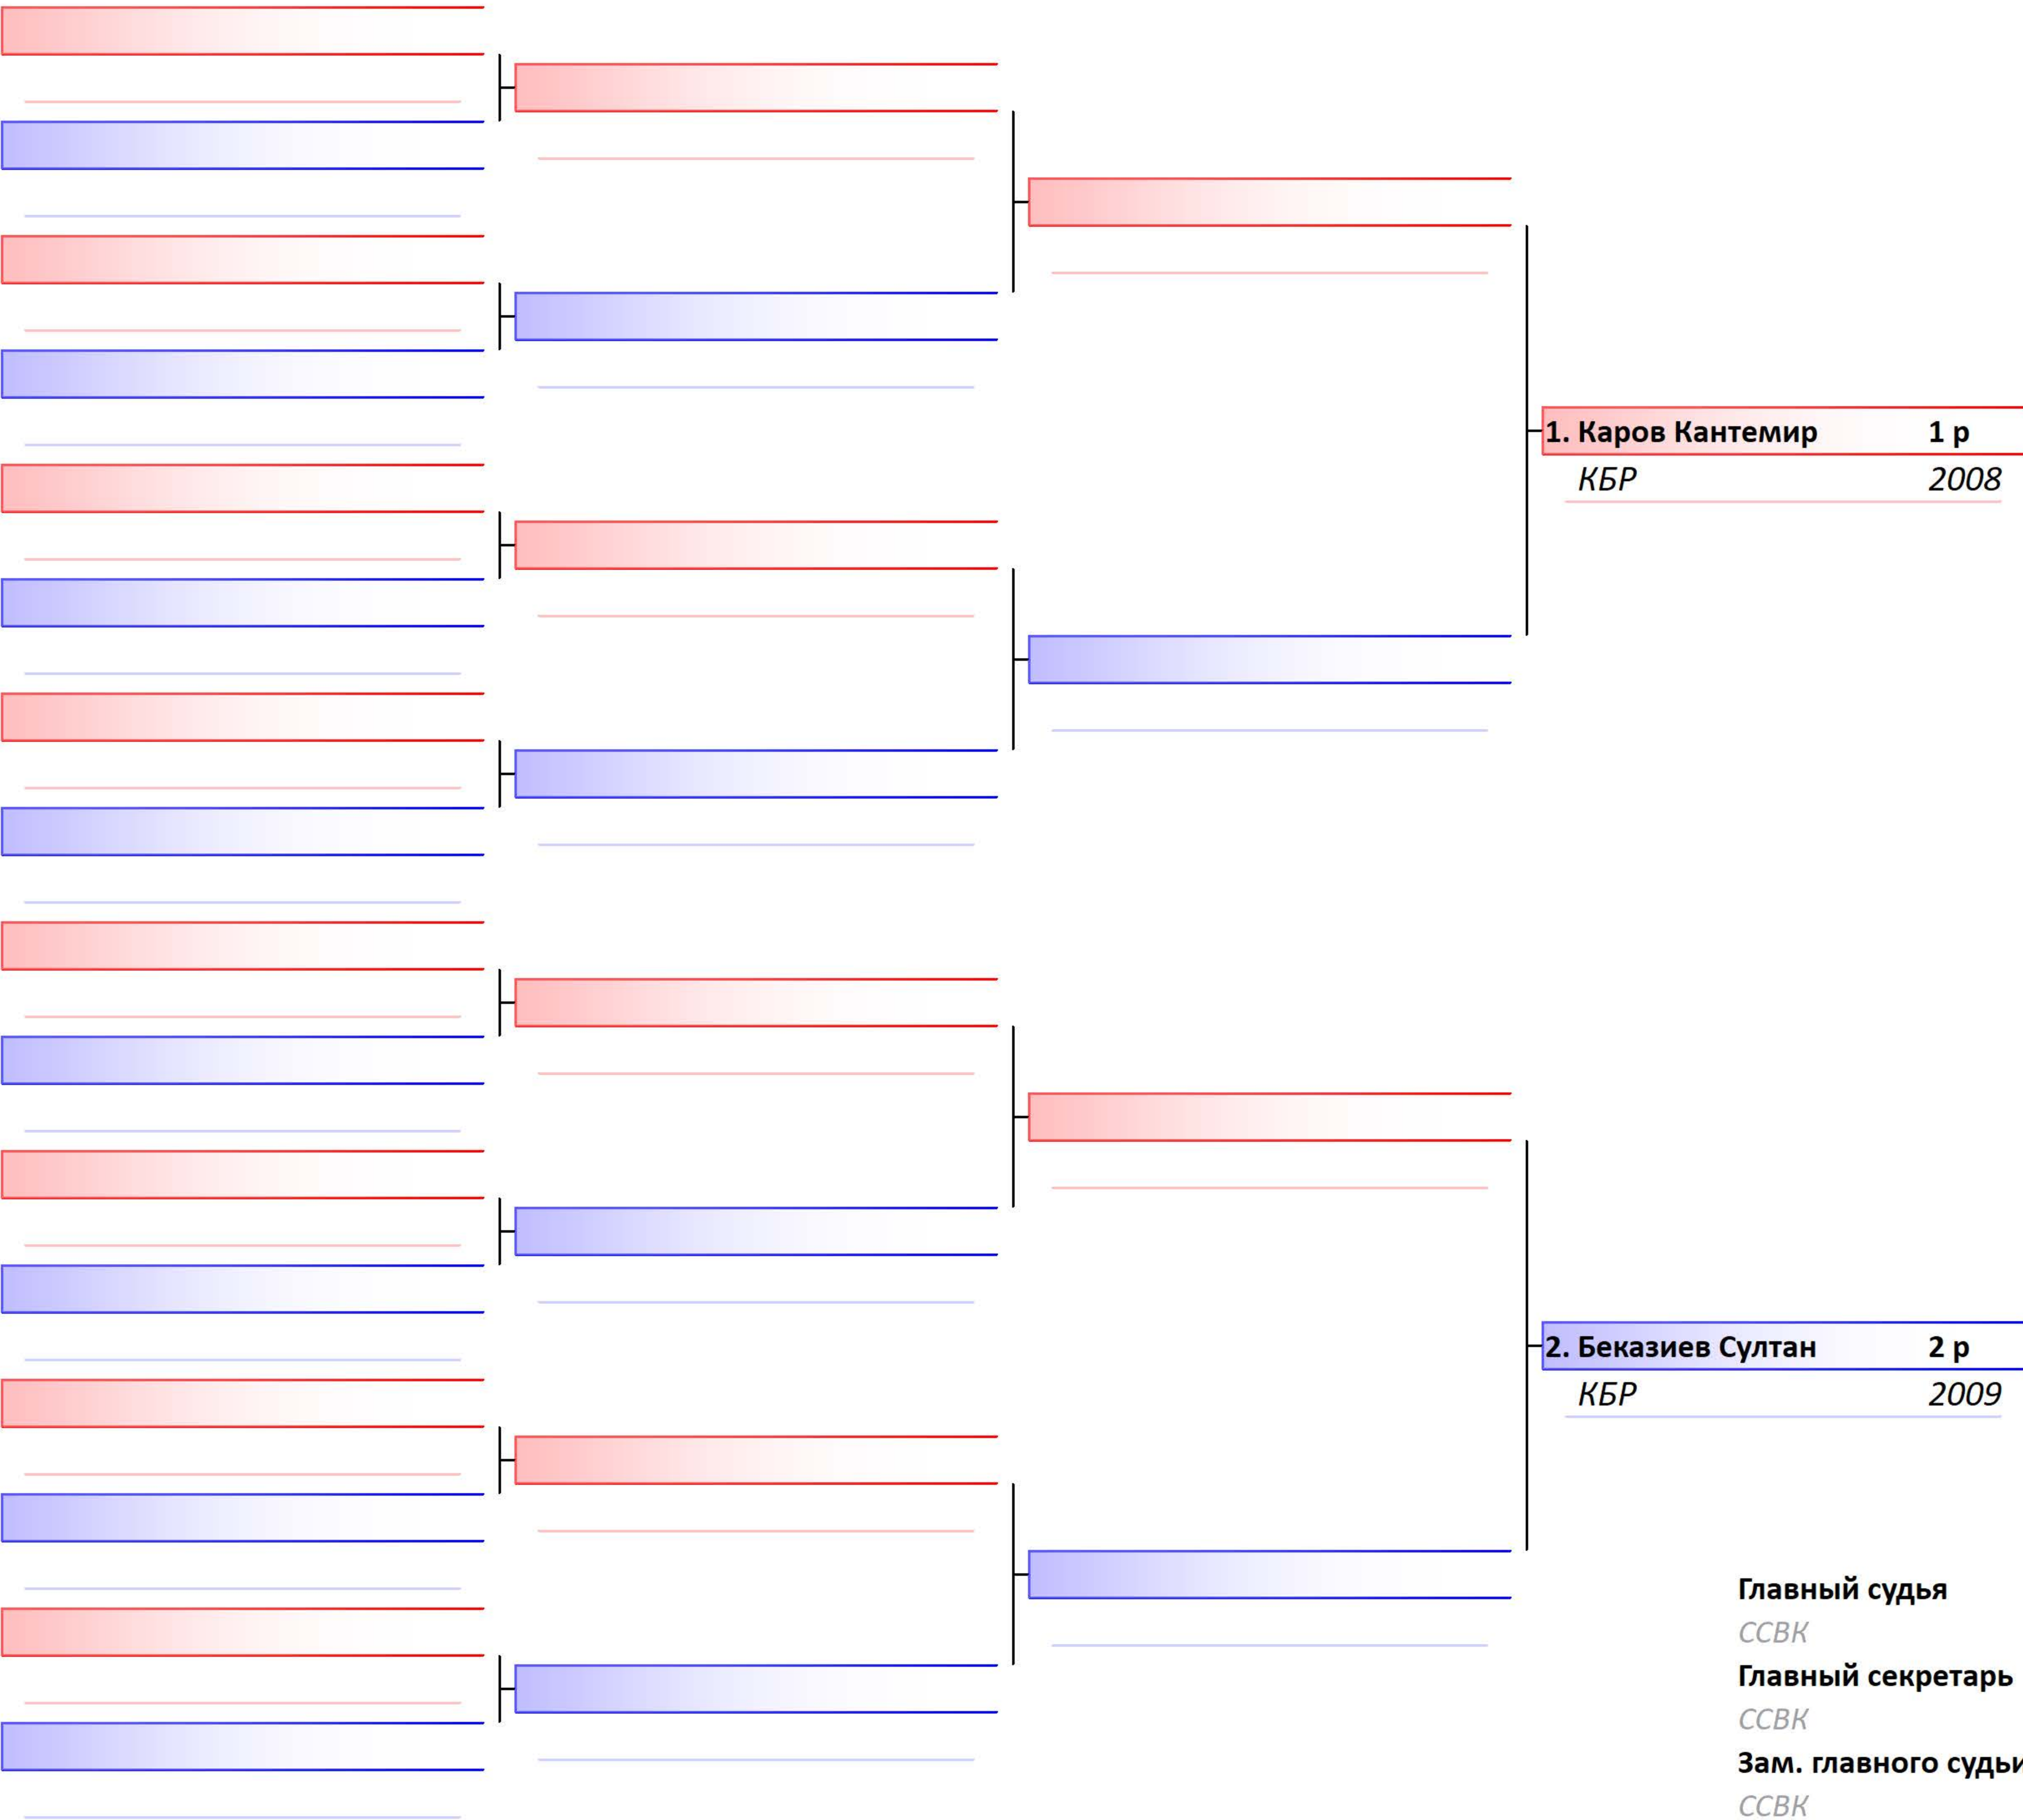 1. Каров Кантемир 1 р
КБР 2008
2. Беказиев Султан 2 р
КБР 2009
Главный судья
ССВК
Главный секретарь
ССВК
Зам. главного судьи
ССВК